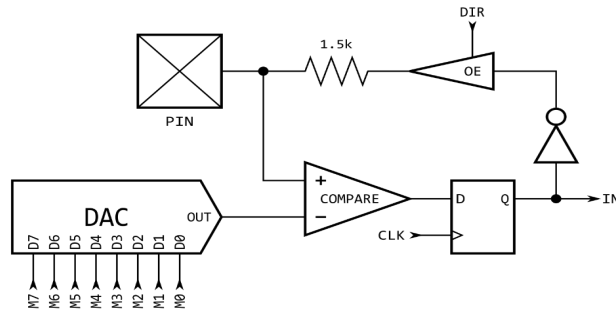 DIR
1.5k
OE
PIN
+
COMPARE
−
DAC
OUT
D7 D6 D5 D4 D3 D2 D1 D0
M7 M6 M5 M4 M3 M2 M1 M0
D Q
IN
CLK